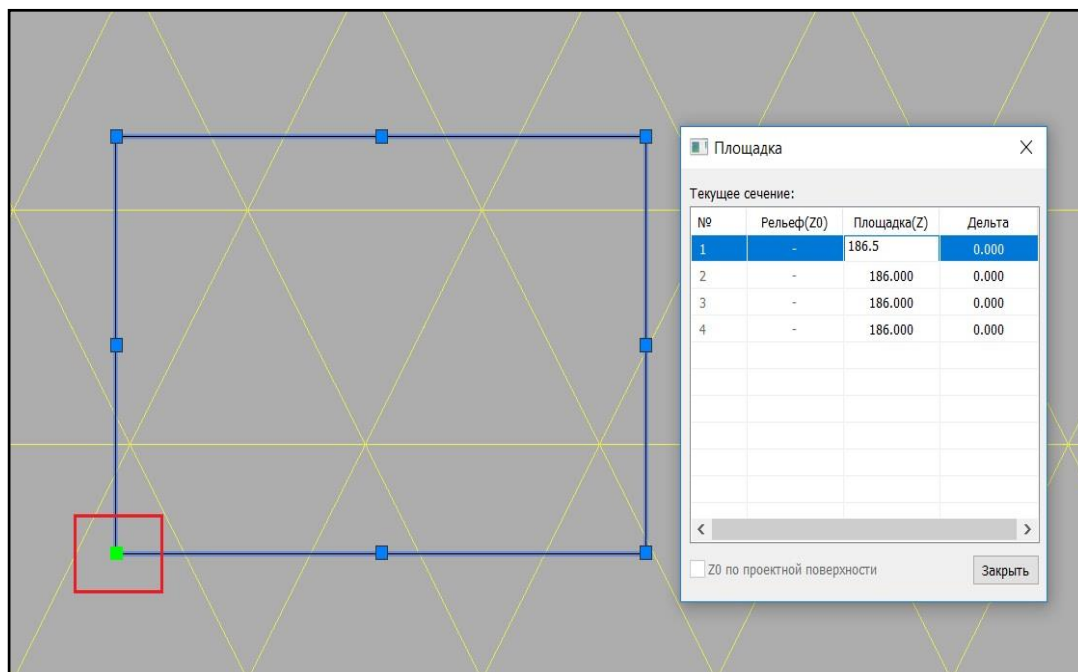 Площадка
Текущее сечение:
№ Рельеф(Z0) Площадка(Z) Дельта
1 - 186.5 0.000
2 - 186.000 0.000
3 - 186.000 0.000
4 - 186.000 0.000
Z0 по проектной поверхности
Закрыть